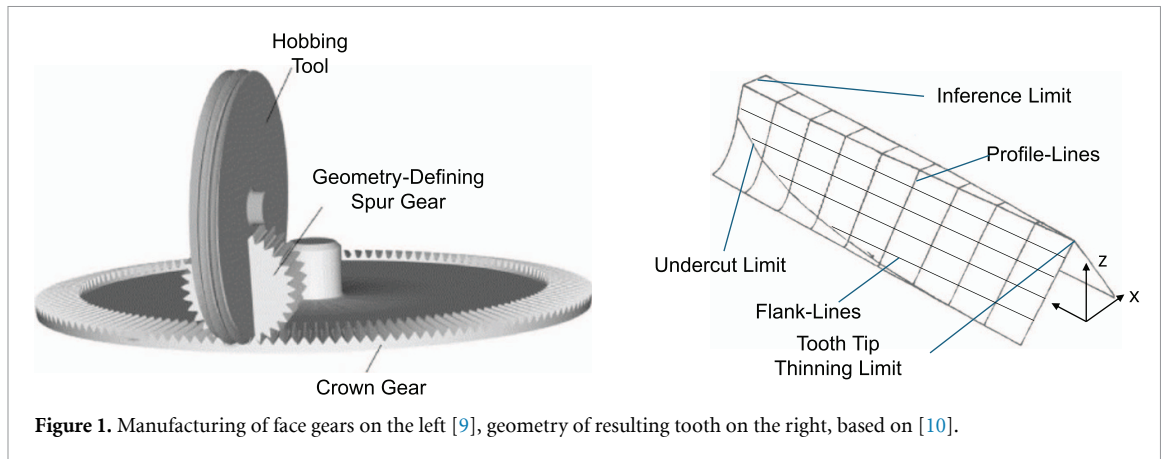 Hobbing
Tool
Geometry-Defining
Spur Gear
Crown Gear
Inference Limit
Profile-Lines
Undercut Limit
Flank-Lines
Tooth Tip
Thinning Limit
z
x
Figure 1. Manufacturing of face gears on the left [9], geometry of resulting tooth on the right, based on [10].